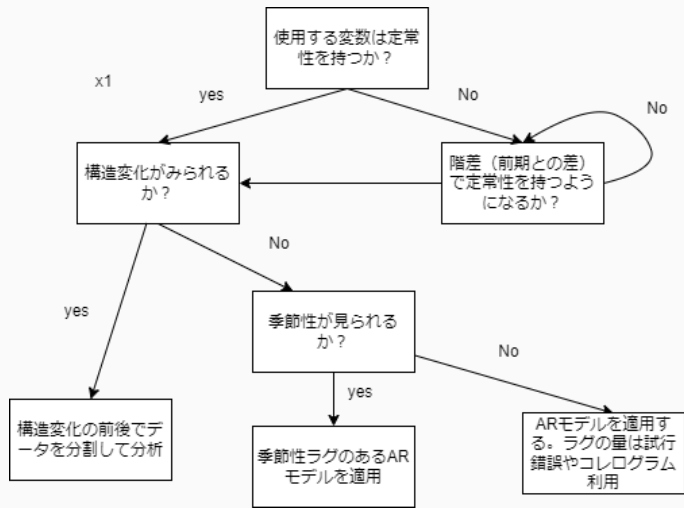 使用する変数は定常
性を持つか？
x1
yes
No
No
構造変化がみられる
か？
階差（前期との差）
で定常性を持つよう
になるか？
No
yes
季節性が見られる
か？
No
yes
構造変化の前後でデ
ータを分割して分析
季節性ラグのあるAR
モデルを適用
ARモデルを適用す
る。ラグの量は試行
錯誤やコレログラム
利用